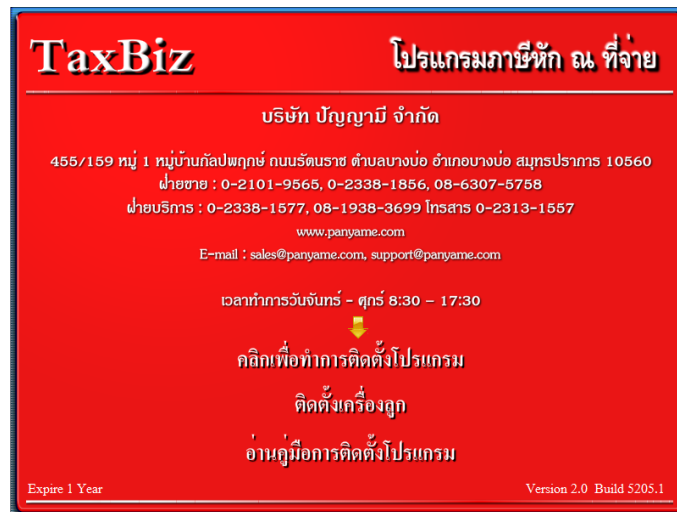 TaxBiz
โปรแกรมภาษีหัก ณ ที่จ่าย
บริษัท ปัญญามี จำกัด
455/159 หมู่ 1 หมู่บ้านกัลปพฤกษ์ ถนนรัตนราช ตำบลบางบ่อ อำเภอบางบ่อ สมุทรปราการ 10560
ฝ่ายขาย : 0-2101-9565, 0-2338-1856, 08-6307-5758
ฝ่ายบริการ : 0-2338-1577, 08-1938-3699 โทรสาร 0-2313-1557
www.panyame.com
E-mail : sales@panyame.com, support@panyame.com
เวลาทำการวันจันทร์ - ศุกร์ 8:30 - 17:30
คลิกเพื่อทำการติดตั้งโปรแกรม
ติดตั้งเครื่องลูก
อ่านคู่มือการติดตั้งโปรแกรม
Expire 1 Year
Version 2.0 Build 5205.1